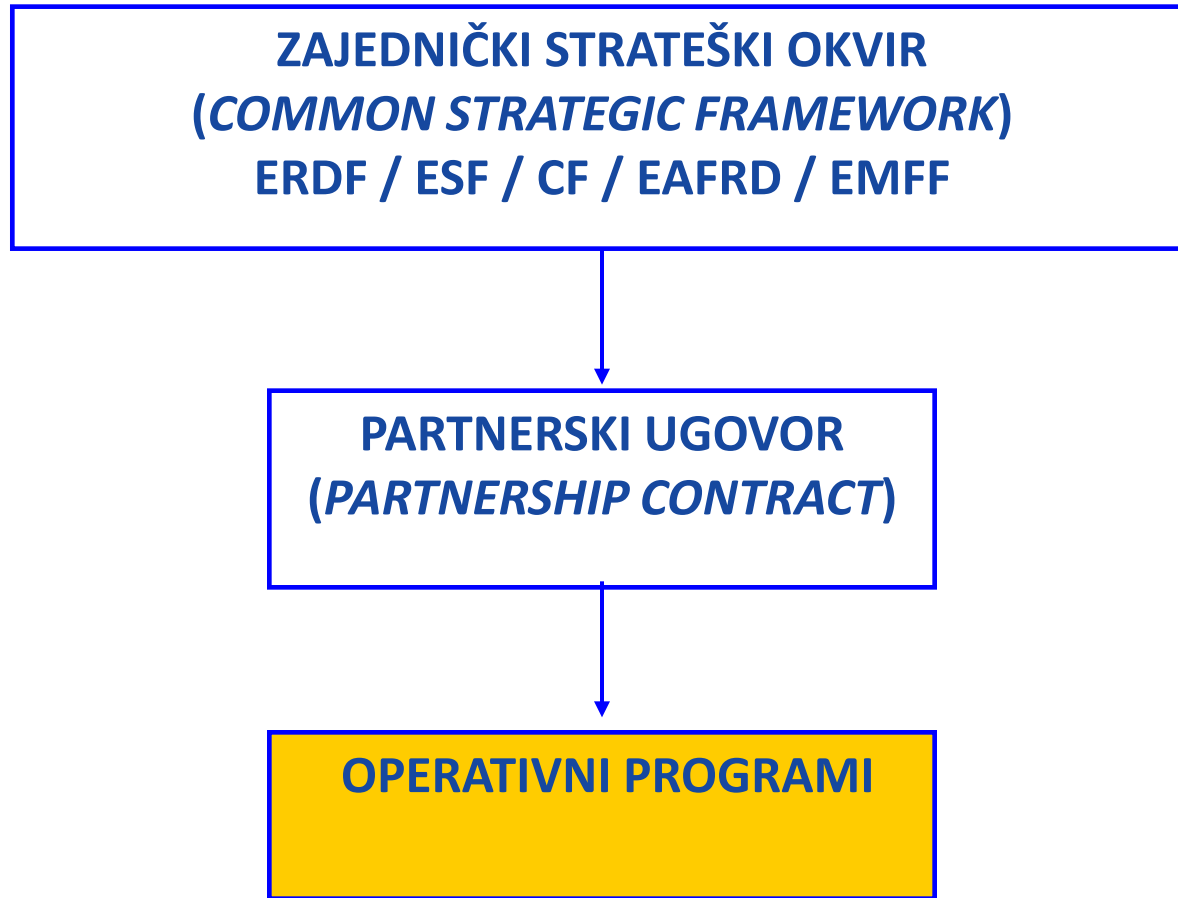 ZAJEDNIČKI STRATEŠKI OKVIR
(COMMON STRATEGIC FRAMEWORK)
ERDF / ESF / CF / EAFRD / EMFF
PARTNERSKI UGOVOR
(PARTNERSHIP CONTRACT)
OPERATIVNI PROGRAMI